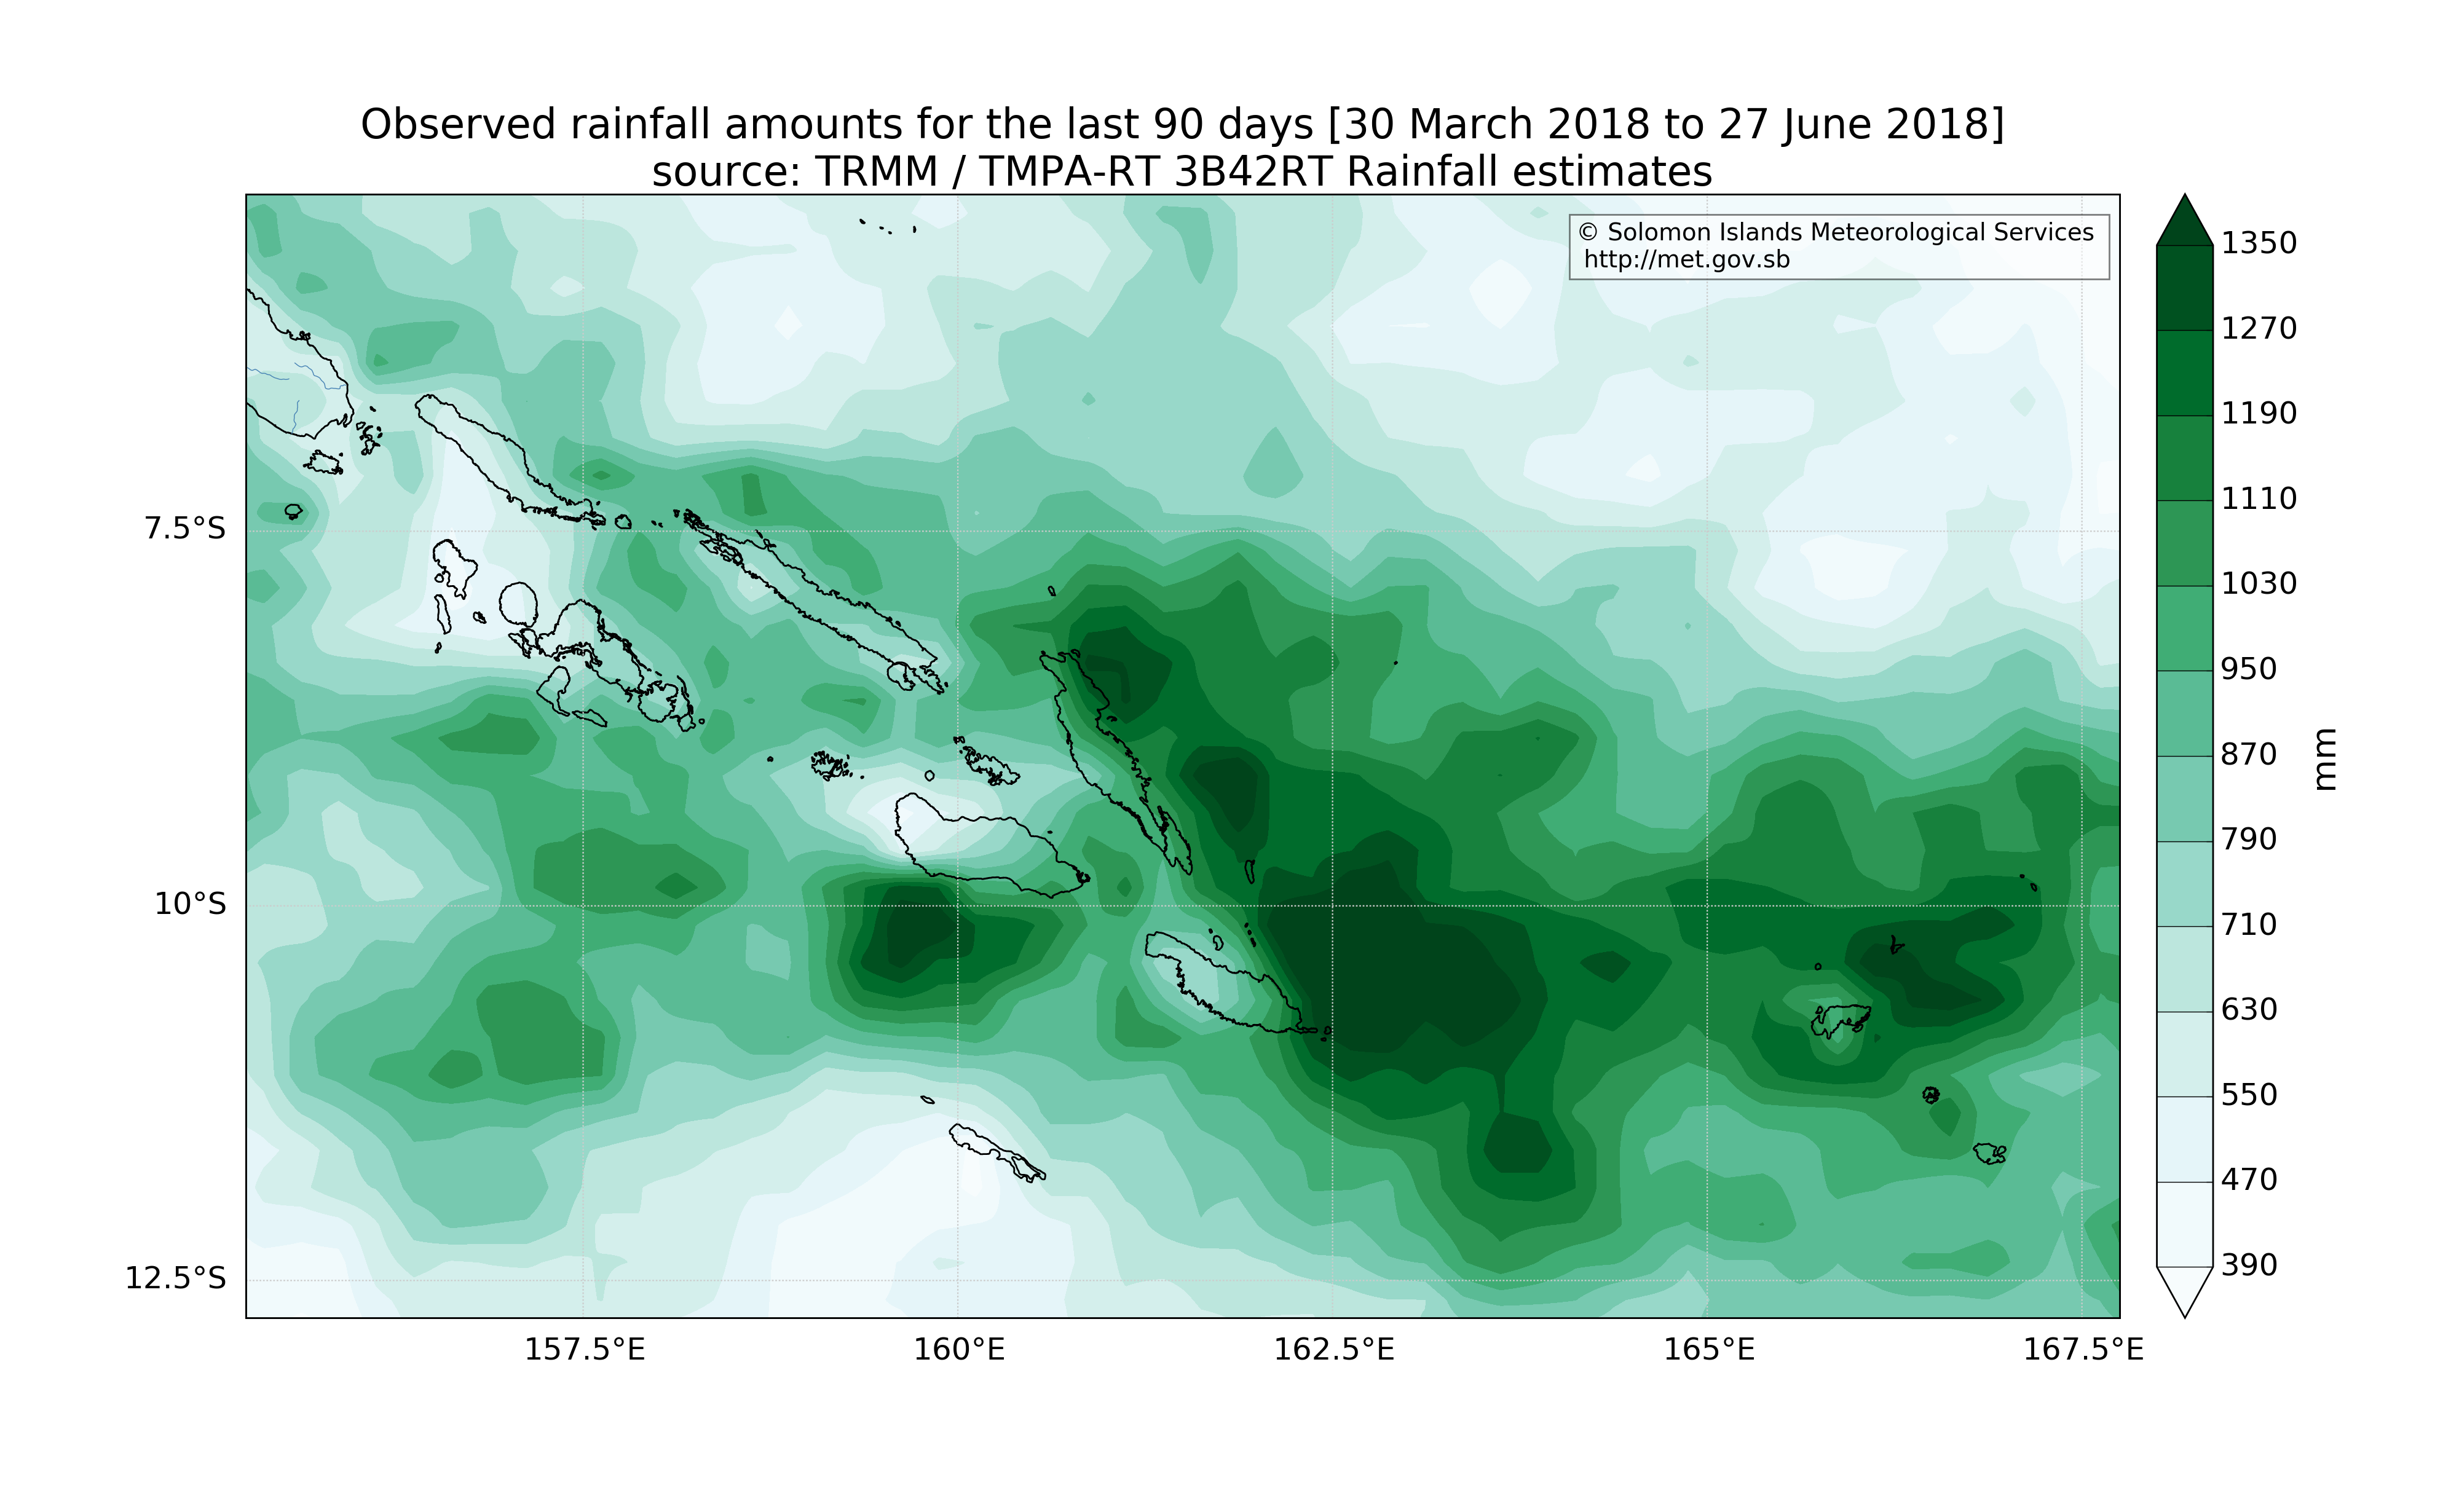 Observed rainfall amounts for the last 90 days [30 March 2018 to 27 June 2018]
source: TRMM / TMPA-RT 3B42RT Rainfall estimates
© Solomon Islands Meteorological Services
http://met.gov.sb
7.5°S
10°S
12.5°S
157.5°E
160°E
162.5°E
165°E
167.5°E
1350
1270
1190
1110
1030
950
870
790
710
630
550
470
390
mm